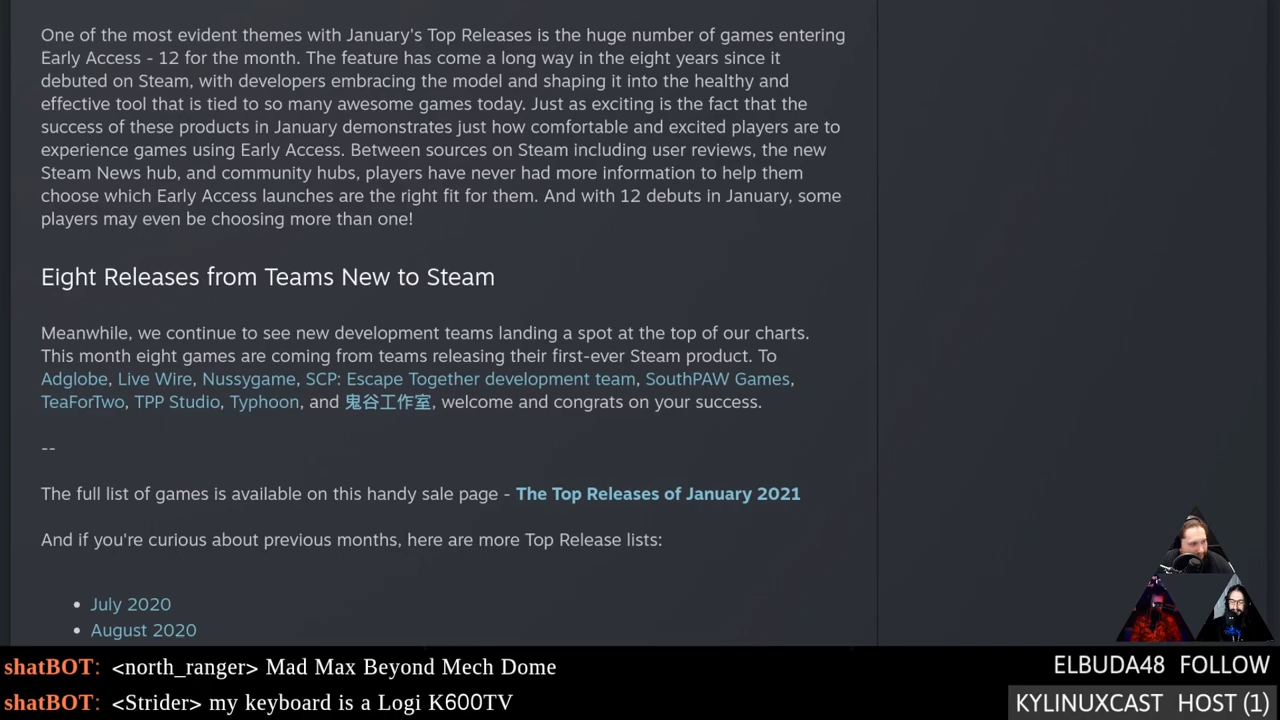 One of the most evident themes with January's Top Releases is the huge number of games entering
Early Access - 12 for the month. The feature has come a long way in the eight years since it
debuted on Steam, with developers embracing the model and shaping it into the healthy and
effective tool that is tied to so many awesome games today. Just as exciting is the fact that the
success of these products in January demonstrates just how comfortable and excited players are to
experience games using Early Access. Between sources on Steam including user reviews, the new
Steam News hub, and community hubs, players have never had more information to help them
choose which Early Access launches are the right fit for them. And with 12 debuts in January, some
players may even be choosing more than one!
Eight Releases from Teams New to Steam
Meanwhile, we continue to see new development teams landing a spot at the top of our charts.
This month eight games are coming from teams releasing their first-ever Steam product. To
Adglobe, Live Wire, Nussygame, SCP: Escape Together development team, SouthPAW Games,
TeaForTwo, TPP Studio, Typhoon, and 鬼谷工作室, welcome and congrats on your success.
--
The full list of games is available on this handy sale page - The Top Releases of January 2021
And if you're curious about previous months, here are more Top Release lists:
• July 2020
• August 2020
shatBOT: <north_ranger> Mad Max Beyond Mech Dome
shatBOT: <Strider> my keyboard is a Logi K600TV
ELBUDA48 FOLLOW
KYLINUXCAST HOST (1)